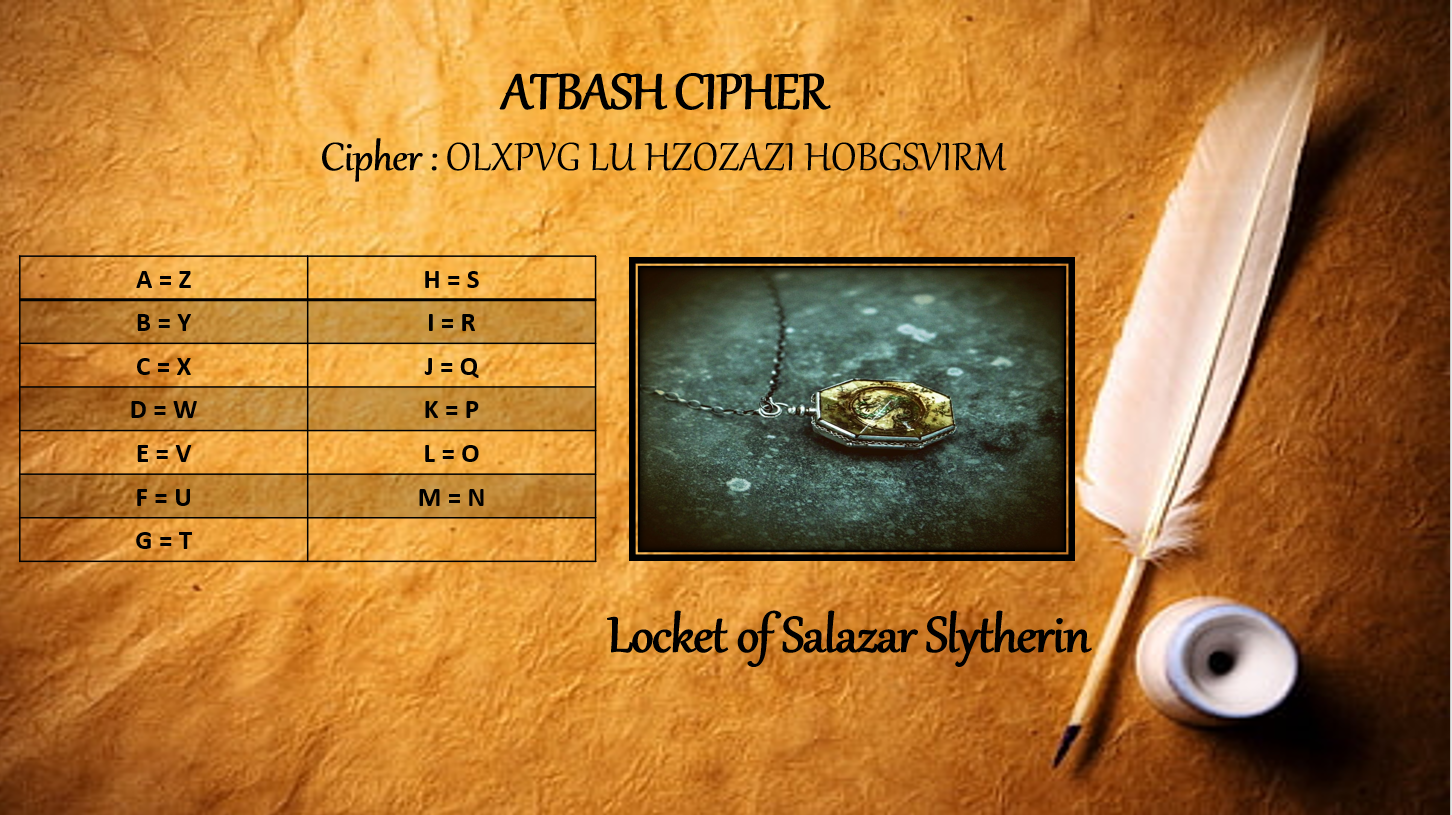 ATBASH CIPHER
Cipher : OLXPVG LU HZOZAZI HOBGSVIRM
A = Z H = S
B = Y I = R
C = X J = Q
D = W K = P
E = V L = O
F = U M = N
G = T
Locket of Salazar Slytherin